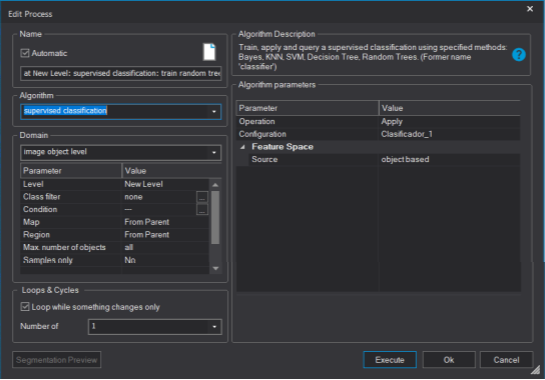 Edit Process
Name
Automatic
at New Level: supervised classification: train random tree
Algorithm
supervised classification
Domain
image object level
Parameter Value
Level New Level
Class filter none ...
Condition — ...
Map From Parent
Region From Parent
Max. number of objects all
Samples only No
Loops & Cycles
Loop while something changes only
Number of 1
Segmentation Preview
Algorithm Description
Train, apply and query a supervised classification using specified methods:
Bayes, KNN, SVM, Decision Tree, Random Trees. (Former name
'classifier')
?
Algorithm parameters
Parameter Value
Operation Apply
Configuration Clasificador_1
Feature Space
Source object based
Execute Ok Cancel